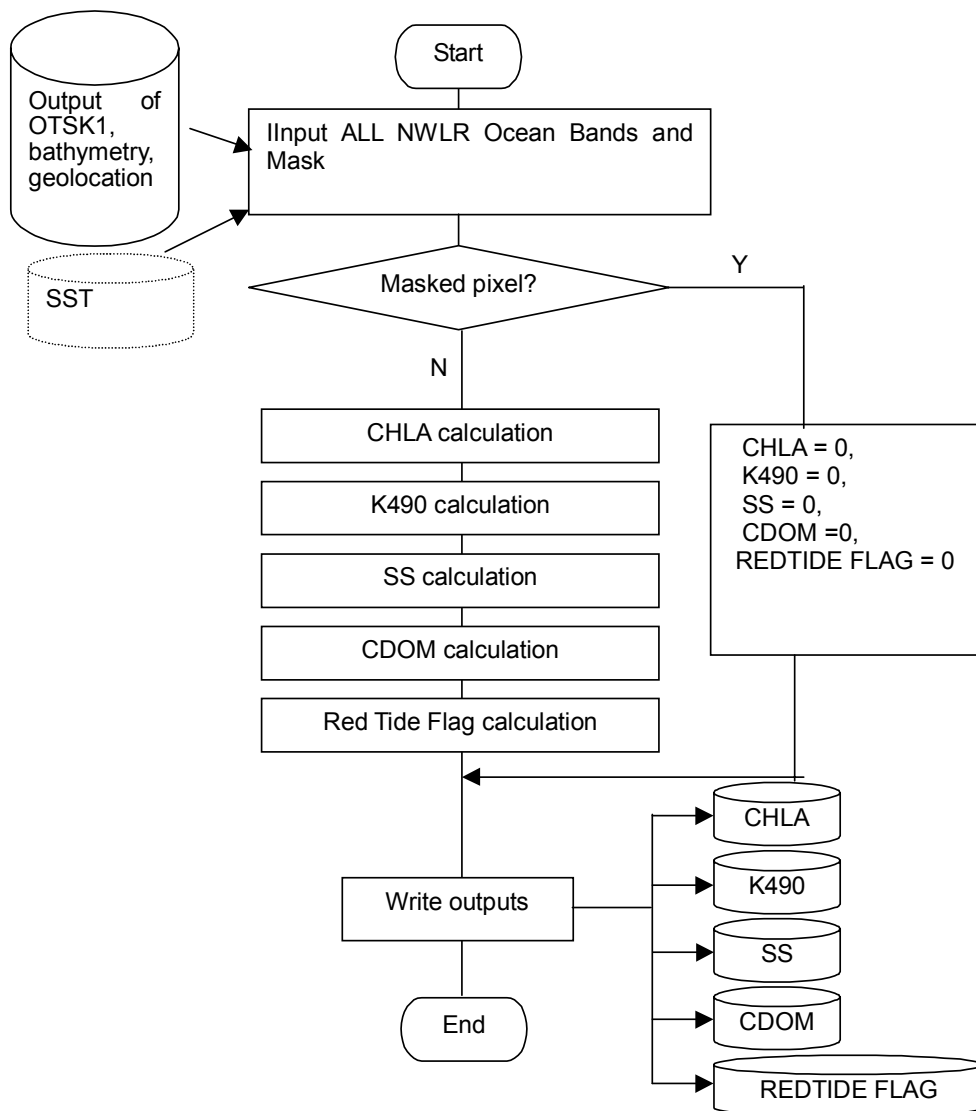 Start
Output of
OTSK1,
bathymetry,
geolocation
IInput ALL NWLR Ocean Bands and
Mask
SST
Masked pixel?
Y
N
CHLA calculation
K490 calculation
SS calculation
CDOM calculation
Red Tide Flag calculation
CHLA = 0,
K490 = 0,
SS = 0,
CDOM =0,
REDTIDE FLAG = 0
Write outputs
CHLA
K490
SS
CDOM
REDTIDE FLAG
End